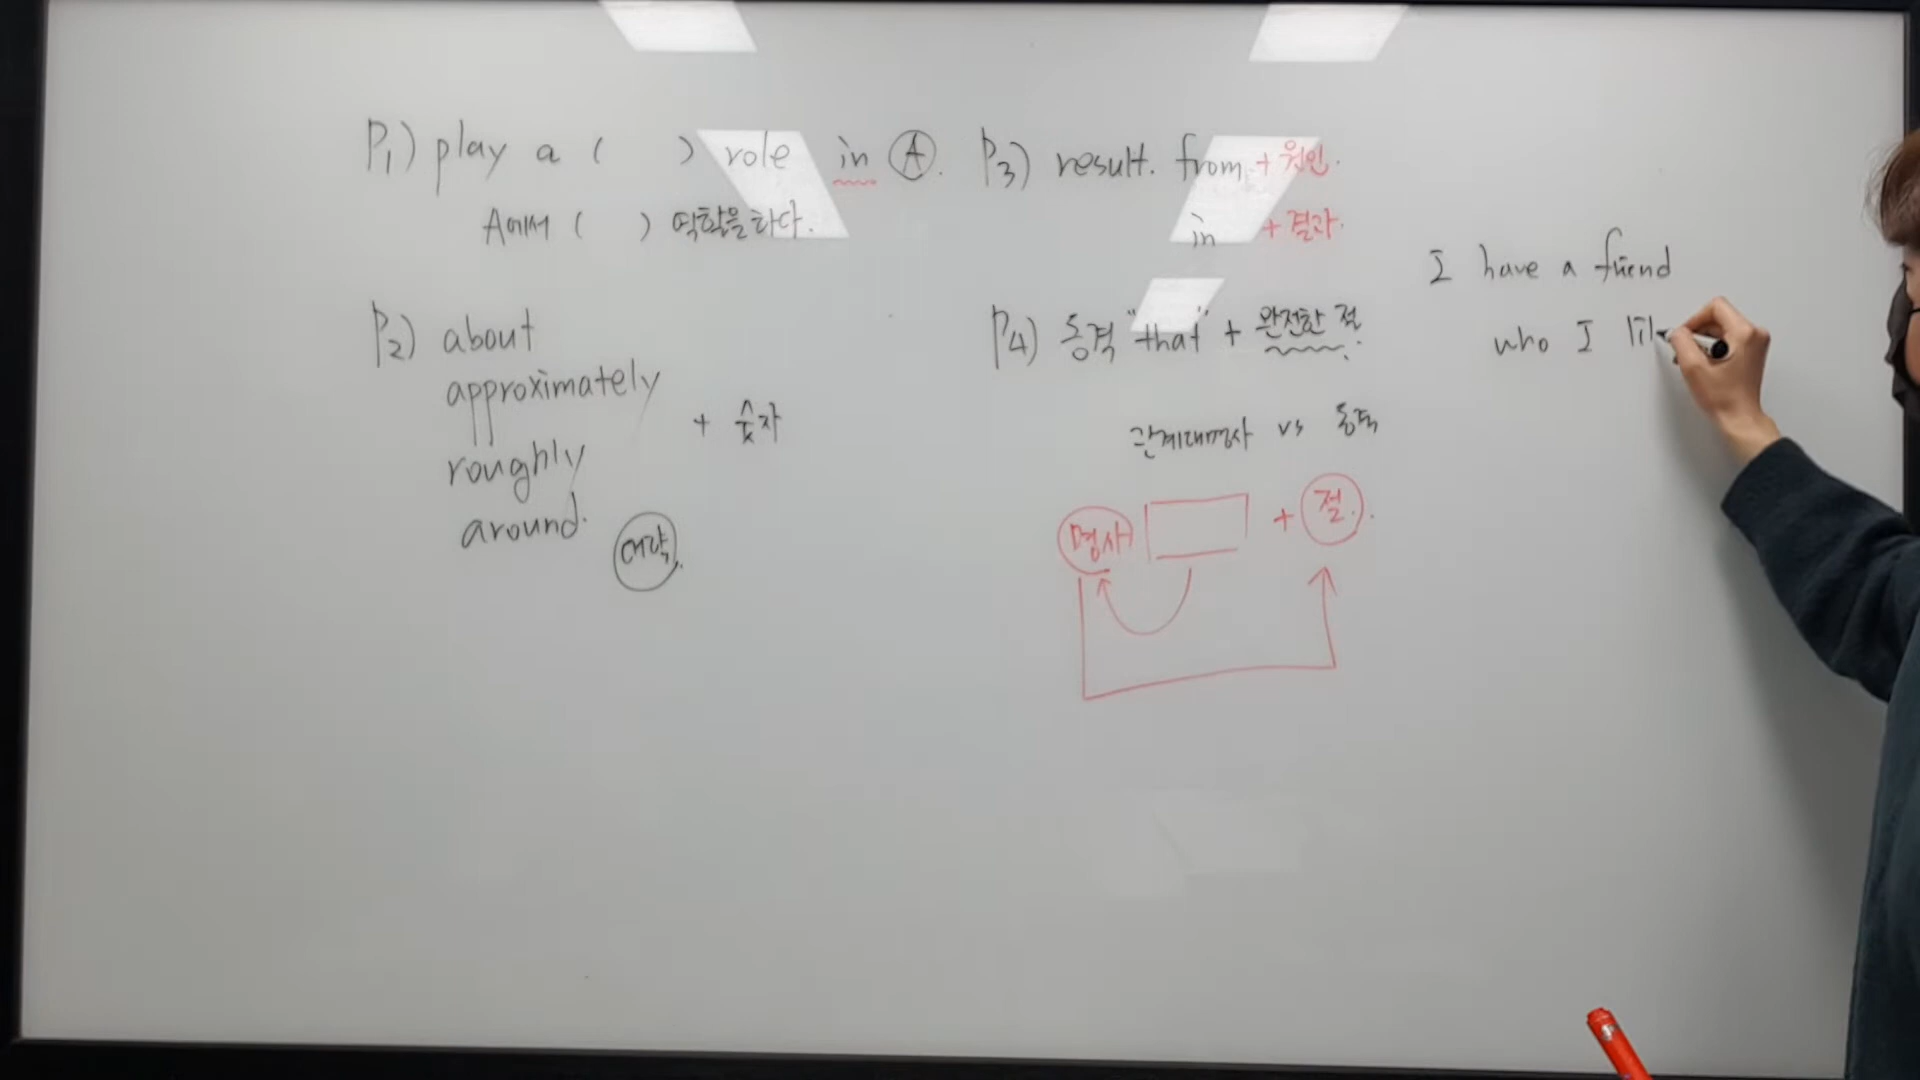 P1) play a (   ) role in Ⓐ.
A에서 (   ) 역할을 하다.
P2) about
approximately
roughly
around.
+ 숫자
대략.
P3) result. from + 원인.
in + 결과.
P4) 동격 "that" + 완전한 절.
관계대명사 vs 동격
명사 + 절.
I have a friend
who I lik